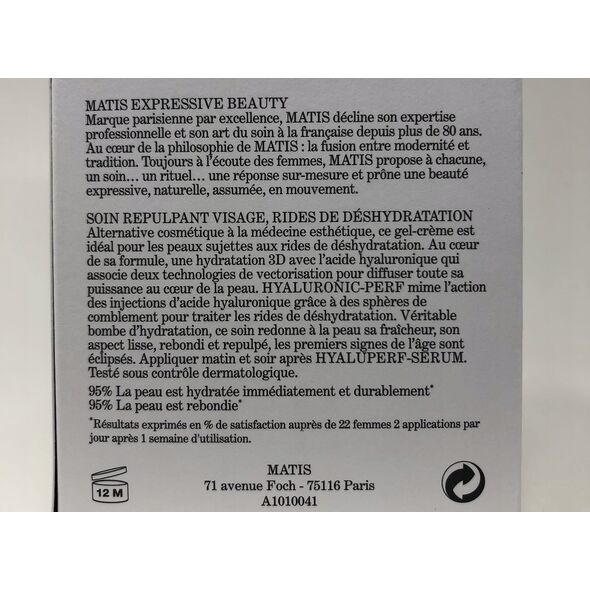 MATIS EXPRESSIVE BEAUTY
Marque parisienne par excellence, MATIS décline son expertise
professionnelle et son art du soin à la française depuis plus de 80 ans.
Au cœur de la philosophie de MATIS : la fusion entre modernité et
tradition. Toujours à l'écoute des femmes, MATIS propose à chacune,
un soin... un rituel... une réponse sur-mesure et prône une beauté
expressive, naturelle, assumée, en mouvement.
SOIN REPULPANT VISAGE, RIDES DE DÉSHYDRATATION
Alternative cosmétique à la médecine esthétique, ce gel-crème est
idéal pour les peaux sujettes aux rides de déshydratation. Au cœur
de sa formule, une hydratation 3D avec l'acide hyaluronique qui
associe deux technologies de vectorisation pour diffuser toute sa
puissance au cœur de la peau. HYALURONIC-PERF mime l'action
des injections d'acide hyaluronique grâce à des sphères de
comblement pour traiter les rides de déshydratation. Véritable
bombe d'hydratation, ce soin redonne à la peau sa fraîcheur, son
aspect lisse, rebondi et repulpé, les premiers signes de l'âge sont
éclipsés. Appliquer matin et soir après HYALUPERF-SERUM.
Testé sous contrôle dermatologique.
95% La peau est hydratée immédiatement et durablement*
95% La peau est rebondie*
*Résultats exprimés en % de satisfaction auprès de 22 femmes 2 applications par
jour après 1 semaine d'utilisation.
12 M
MATIS
71 avenue Foch - 75116 Paris
A1010041